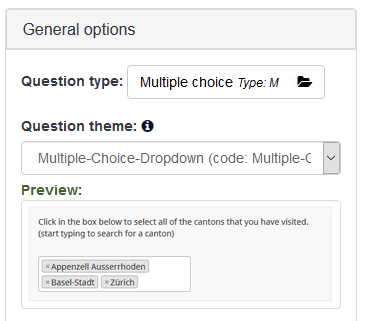 General options
Question type: Multiple choice Type: M
Question theme:
Multiple-Choice-Dropdown (code: Multiple-C
Preview:
Click in the box below to select all of the cantons that you have visited.
(start typing to search for a canton)
×Appenzell Ausserrhoden
×Basel-Stadt ×Zürich